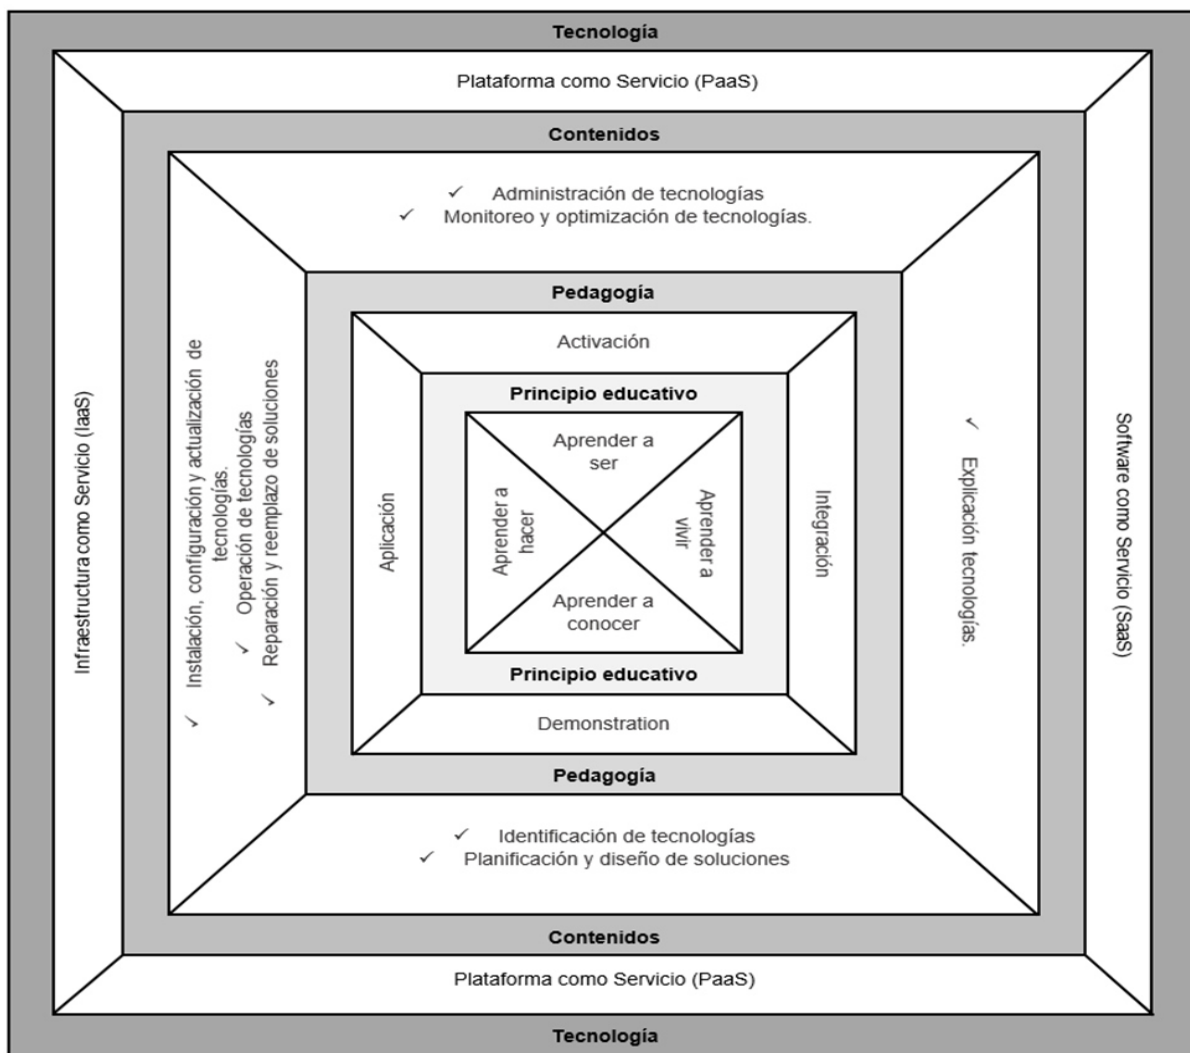 Tecnología
Plataforma como Servicio (PaaS)
Contenidos
✓ Administración de tecnologías
✓ Monitoreo y optimización de tecnologías.
Pedagogía
Activación
Principio educativo
Aprender a
ser
Infraestructura como Servicio (IaaS)
✓ Instalación, configuración y actualización de
tecnologías.
✓ Operación de tecnologías
✓ Reparación y reemplazo de soluciones
Aplicación
Aprender a
hacer
Aprender a
vivir
Integración
✓ Explicación tecnologías.
Software como Servicio (SaaS)
Aprender a
conocer
Principio educativo
Demonstration
Pedagogía
✓ Identificación de tecnologías
✓ Planificación y diseño de soluciones
Contenidos
Plataforma como Servicio (PaaS)
Tecnología